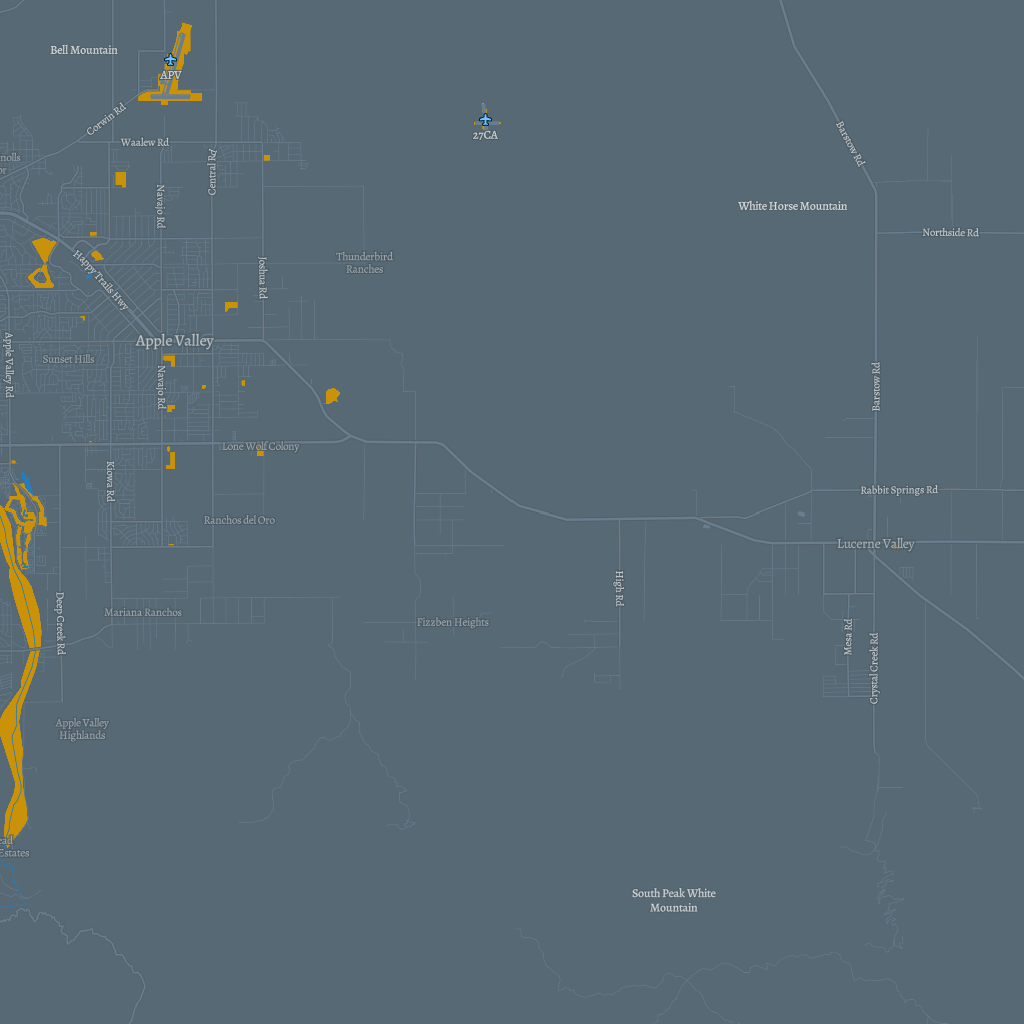 Bell Mountain
APV
Corwin Rd
27CA
Waalew Rd
Barstow Rd
Central Rd
nolls
or
Navajo Rd
White Horse Mountain
Northside Rd
Happy Trails Hwy
Joshua Rd
Thunderbird
Ranches
Apple Valley
Apple Valley Rd
Sunset Hills
Navajo Rd
Barstow Rd
Lone Wolf Colony
Kiowa Rd
Rabbit Springs Rd
Ranchos del Oro
Lucerne Valley
High Rd
Deep Creek Rd
Mariana Ranchos
Fizzben Heights
Mesa Rd
Crystal Creek Rd
Apple Valley
Highlands
ead
Estates
South Peak White
Mountain